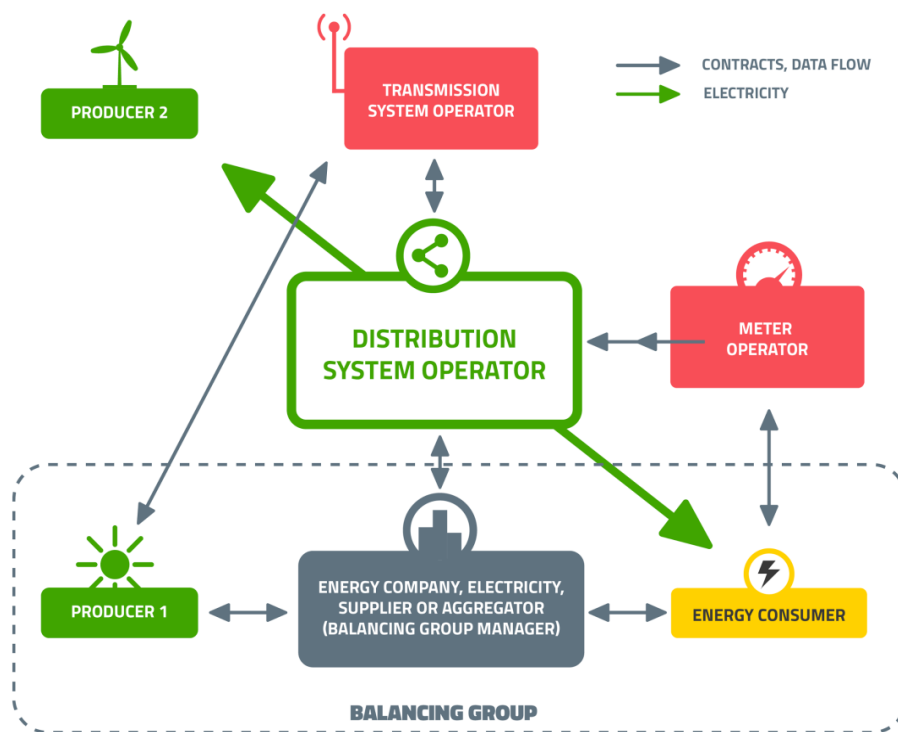 CONTRACTS, DATA FLOW
ELECTRICITY
PRODUCER 2
TRANSMISSION
SYSTEM OPERATOR
DISTRIBUTION
SYSTEM OPERATOR
METER
OPERATOR
PRODUCER 1
ENERGY COMPANY, ELECTRICITY,
SUPPLIER OR AGGREGATOR
(BALANCING GROUP MANAGER)
ENERGY CONSUMER
BALANCING GROUP